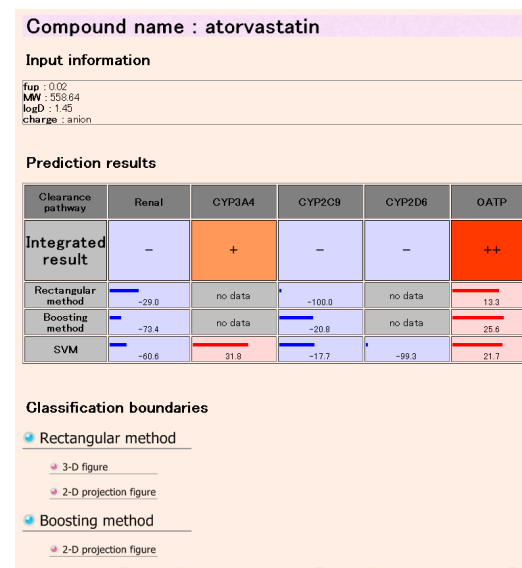 Compound name : atorvastatin
Input information
fup : 0.02
MW : 558.64
logD : 1.45
charge : anion
Prediction results
Clearance pathway Renal CYP3A4 CYP2C9 CYP2D6 OATP
Integrated result − + − − ++
Rectangular method -29.0 no data -100.0 no data 13.3
Boosting method -73.4 no data -20.8 no data 25.6
SVM -60.6 31.8 -17.7 -99.3 21.7
Classification boundaries
Rectangular method
3-D figure
2-D projection figure
Boosting method
2-D projection figure